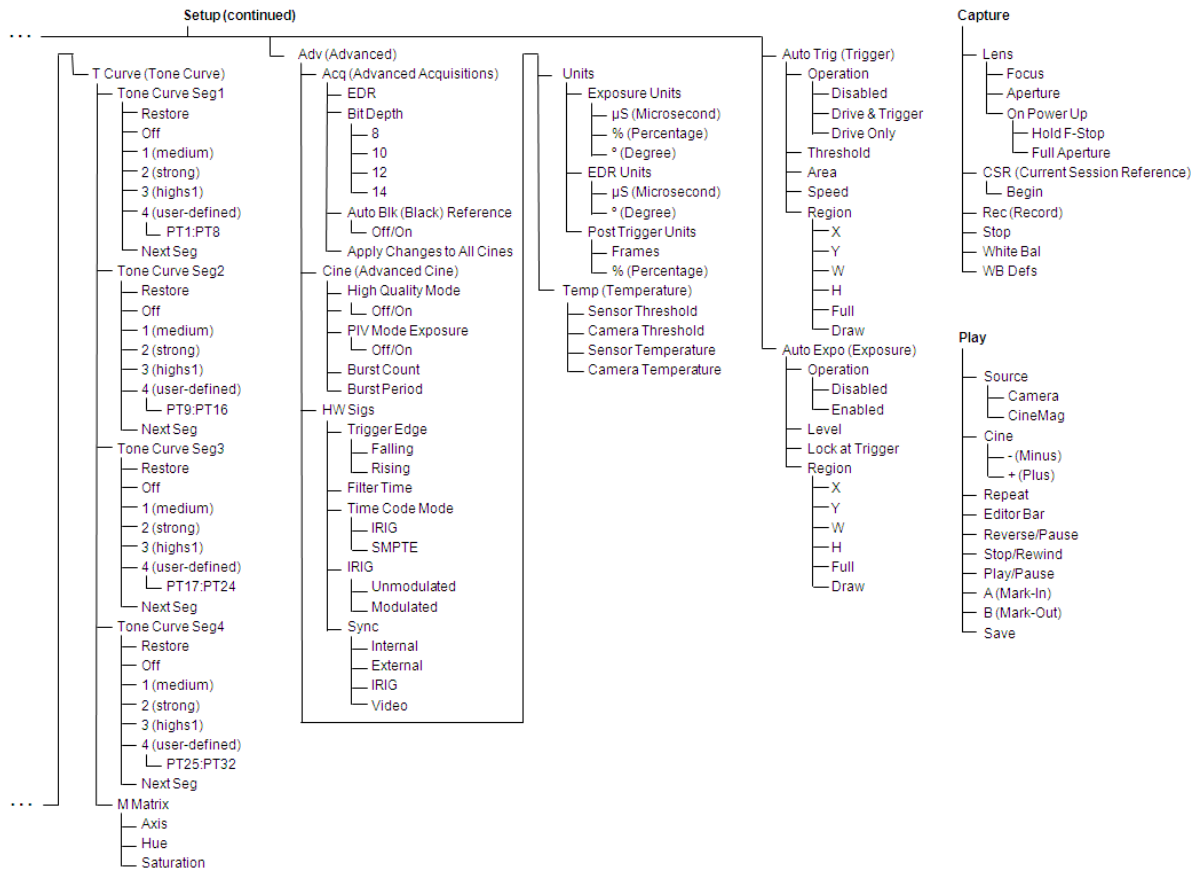 Setup (continued)
...
T Curve (Tone Curve)
Tone Curve Seg1
Restore
Off
1 (medium)
2 (strong)
3 (highs1)
4 (user-defined)
PT1:PT8
Next Seg
Tone Curve Seg2
Restore
Off
1 (medium)
2 (strong)
3 (highs1)
4 (user-defined)
PT9:PT16
Next Seg
Tone Curve Seg3
Restore
Off
1 (medium)
2 (strong)
3 (highs1)
4 (user-defined)
PT17:PT24
Next Seg
Tone Curve Seg4
Restore
Off
1 (medium)
2 (strong)
3 (highs1)
4 (user-defined)
PT25:PT32
Next Seg
...
M Matrix
Axis
Hue
Saturation
Adv (Advanced)
Acq (Advanced Acquisitions)
EDR
Bit Depth
8
10
12
14
Auto Blk (Black) Reference
Off/On
Apply Changes to All Cines
Cine (Advanced Cine)
High Quality Mode
Off/On
PIV Mode Exposure
Off/On
Burst Count
Burst Period
HW Sigs
Trigger Edge
Falling
Rising
Filter Time
Time Code Mode
IRIG
SMPTE
IRIG
Unmodulated
Modulated
Sync
Internal
External
IRIG
Video
Units
Exposure Units
µS (Microsecond)
% (Percentage)
º (Degree)
EDR Units
µS (Microsecond)
º (Degree)
Post Trigger Units
Frames
% (Percentage)
Temp (Temperature)
Sensor Threshold
Camera Threshold
Sensor Temperature
Camera Temperature
Auto Trig (Trigger)
Operation
Disabled
Drive & Trigger
Drive Only
Threshold
Area
Speed
Region
X
Y
W
H
Full
Draw
Auto Expo (Exposure)
Operation
Disabled
Enabled
Level
Lock at Trigger
Region
X
Y
W
H
Full
Draw
Capture
Lens
Focus
Aperture
On Power Up
Hold F-Stop
Full Aperture
CSR (Current Session Reference)
Begin
Rec (Record)
Stop
White Bal
WB Defs
Play
Source
Camera
CineMag
Cine
- (Minus)
+ (Plus)
Repeat
Editor Bar
Reverse/Pause
Stop/Rewind
Play/Pause
A (Mark-In)
B (Mark-Out)
Save